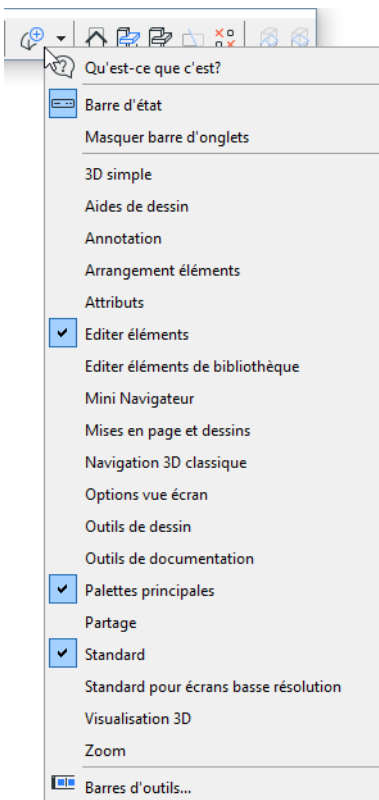 Qu'est-ce que c'est?
Barre d'état
Masquer barre d'onglets
3D simple
Aides de dessin
Annotation
Arrangement éléments
Attributs
Editer éléments
Editer éléments de bibliothèque
Mini Navigateur
Mises en page et dessins
Navigation 3D classique
Options vue écran
Outils de dessin
Outils de documentation
Palettes principales
Partage
Standard
Standard pour écrans basse résolution
Visualisation 3D
Zoom
Barres d'outils...